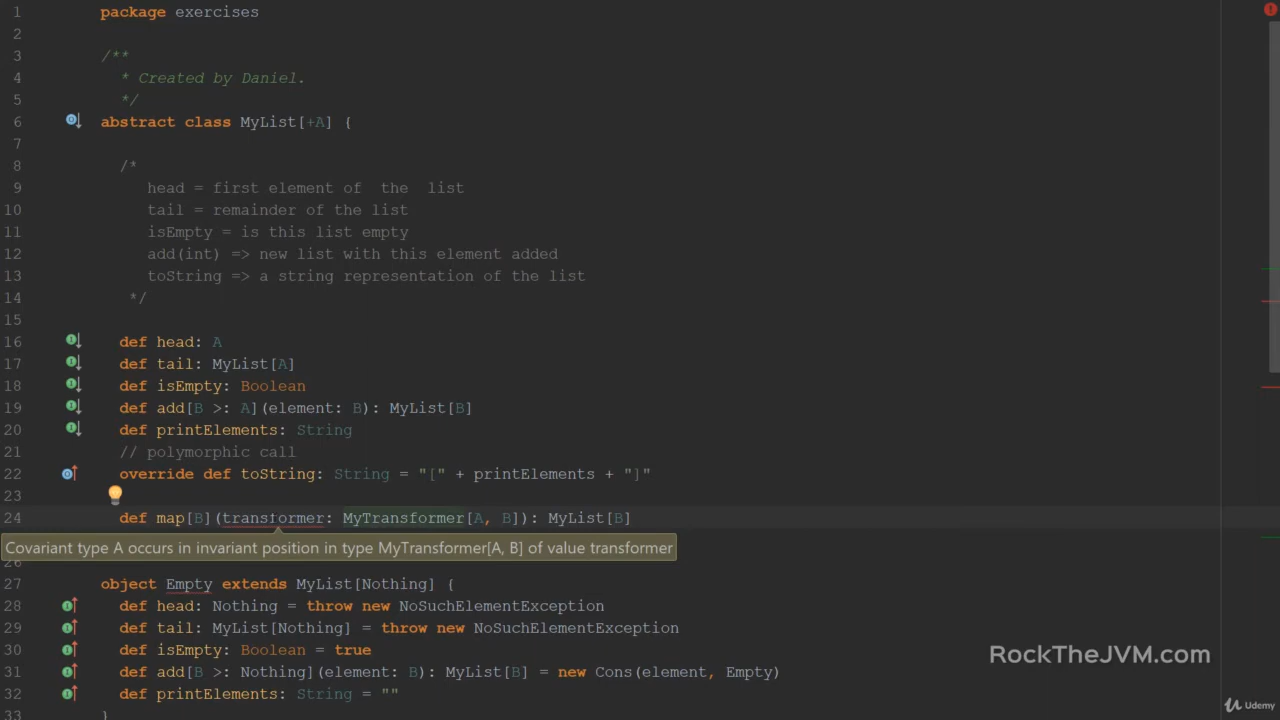 1 package exercises
2
3 /**
4 * Created by Daniel.
5 */
6 abstract class MyList[+A] {
7
8 /*
9 head = first element of the list
10 tail = remainder of the list
11 isEmpty = is this list empty
12 add(int) => new list with this element added
13 toString => a string representation of the list
14 */
15
16 def head: A
17 def tail: MyList[A]
18 def isEmpty: Boolean
19 def add[B >: A](element: B): MyList[B]
20 def printElements: String
21 // polymorphic call
22 override def toString: String = "[" + printElements + "]"
23
24 def map[B](transformer: MyTransformer[A, B]): MyList[B]
Covariant type A occurs in invariant position in type MyTransformer[A, B] of value transformer
26
27 object Empty extends MyList[Nothing] {
28 def head: Nothing = throw new NoSuchElementException
29 def tail: MyList[Nothing] = throw new NoSuchElementException
30 def isEmpty: Boolean = true
31 def add[B >: Nothing](element: B): MyList[B] = new Cons(element, Empty)
32 def printElements: String = ""
33 }
RockTheJVM.com
Udemy